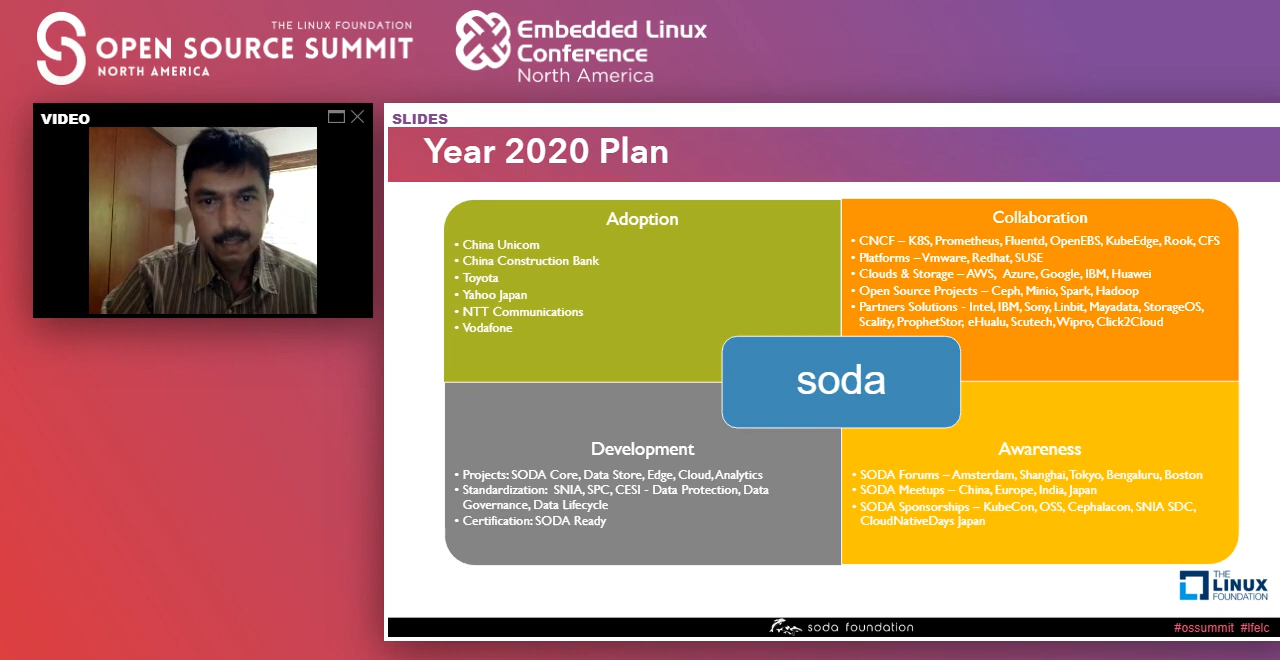 THE LINUX FOUNDATION
OPEN SOURCE SUMMIT
NORTH AMERICA
Embedded Linux
Conference
North America
VIDEO
SLIDES
Year 2020 Plan
Adoption
• China Unicom
• China Construction Bank
• Toyota
• Yahoo Japan
• NTT Communications
• Vodafone
Collaboration
• CNCF – K8S, Prometheus, Fluentd, OpenEBS, KubeEdge, Rook, CFS
• Platforms – Vmware, Redhat, SUSE
• Clouds & Storage – AWS, Azure, Google, IBM, Huawei
• Open Source Projects – Ceph, Minio, Spark, Hadoop
• Partners Solutions - Intel, IBM, Sony, Linbit, Mayadata, StorageOS,
Scality, ProphetStor, eHualu, Scutech, Wipro, Click2Cloud
soda
Development
• Projects: SODA Core, Data Store, Edge, Cloud, Analytics
• Standardization: SNIA, SPC, CESI - Data Protection, Data
Governance, Data Lifecycle
• Certification: SODA Ready
Awareness
• SODA Forums – Amsterdam, Shanghai, Tokyo, Bengaluru, Boston
• SODA Meetups – China, Europe, India, Japan
• SODA Sponsorships – KubeCon, OSS, Cephalacon, SNIA SDC,
CloudNativeDays Japan
THE
LINUX
FOUNDATION
soda foundation
#ossummit #lfelc